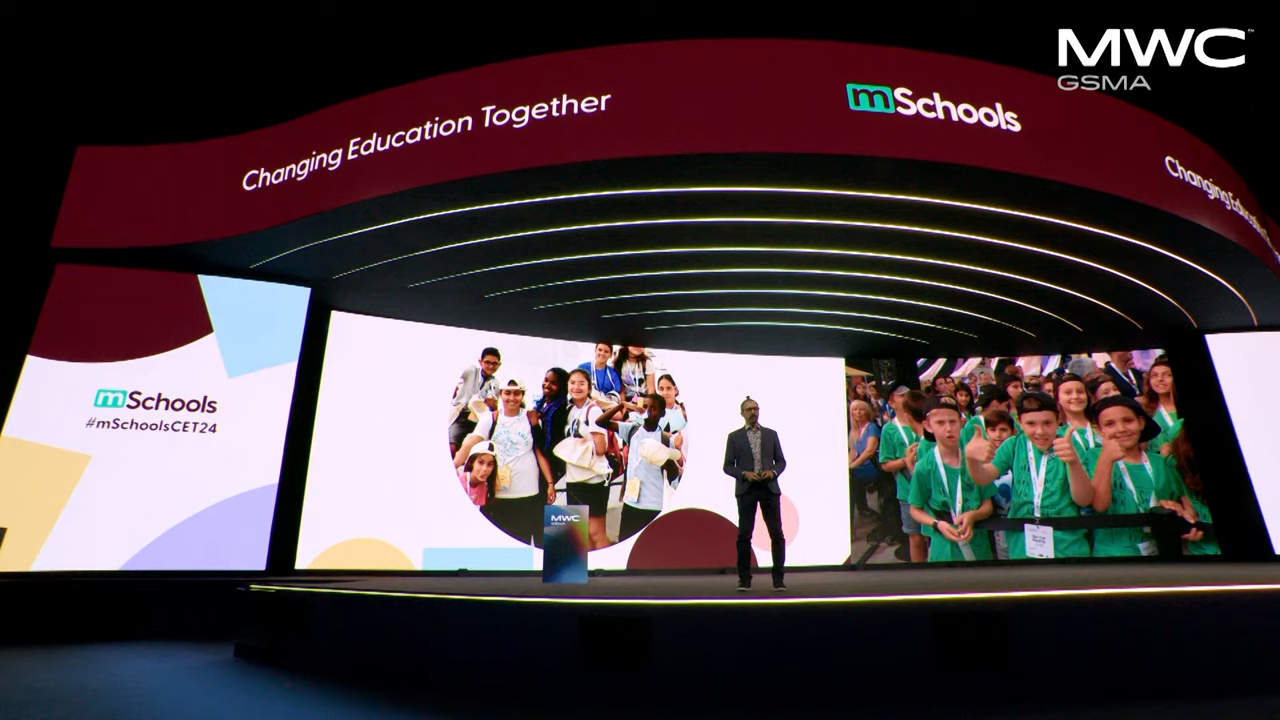 MWC
GSMA
Changing Education Together
mSchools
Changing
mSchools
#mSchoolsCET24
MWC